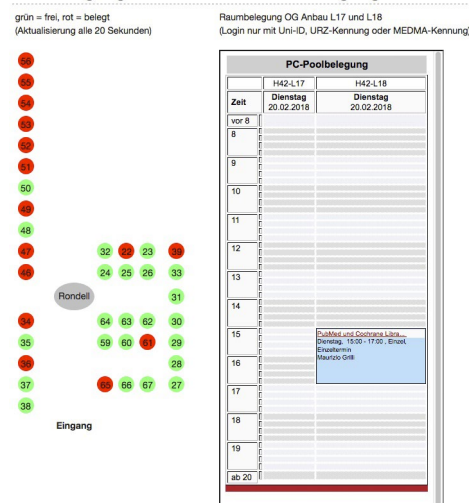 grün = frei, rot = belegt
(Aktualisierung alle 20 Sekunden)
56
55
54
53
52
51
50
49
48
47 32 22 23 39
46 24 25 26 33
Rondell 31
34 64 63 62 30
35 59 60 61 29
36 28
37 65 66 67 27
38
Eingang
Raumbelegung OG Anbau L17 und L18
(Login nur mit Uni-ID, URZ-Kennung oder MEDMA-Kennung)
PC-Poolbelegung
H42-L17 H42-L18
Zeit Dienstag 20.02.2018 Dienstag 20.02.2018
vor 8
8
9
10
11
12
13
14
15 PubMed und Cochrane Libra...
Dienstag, 15:00 - 17:00 , Einzel,
Einzeltermin
Maurizio Grilli
16
17
18
19
ab 20